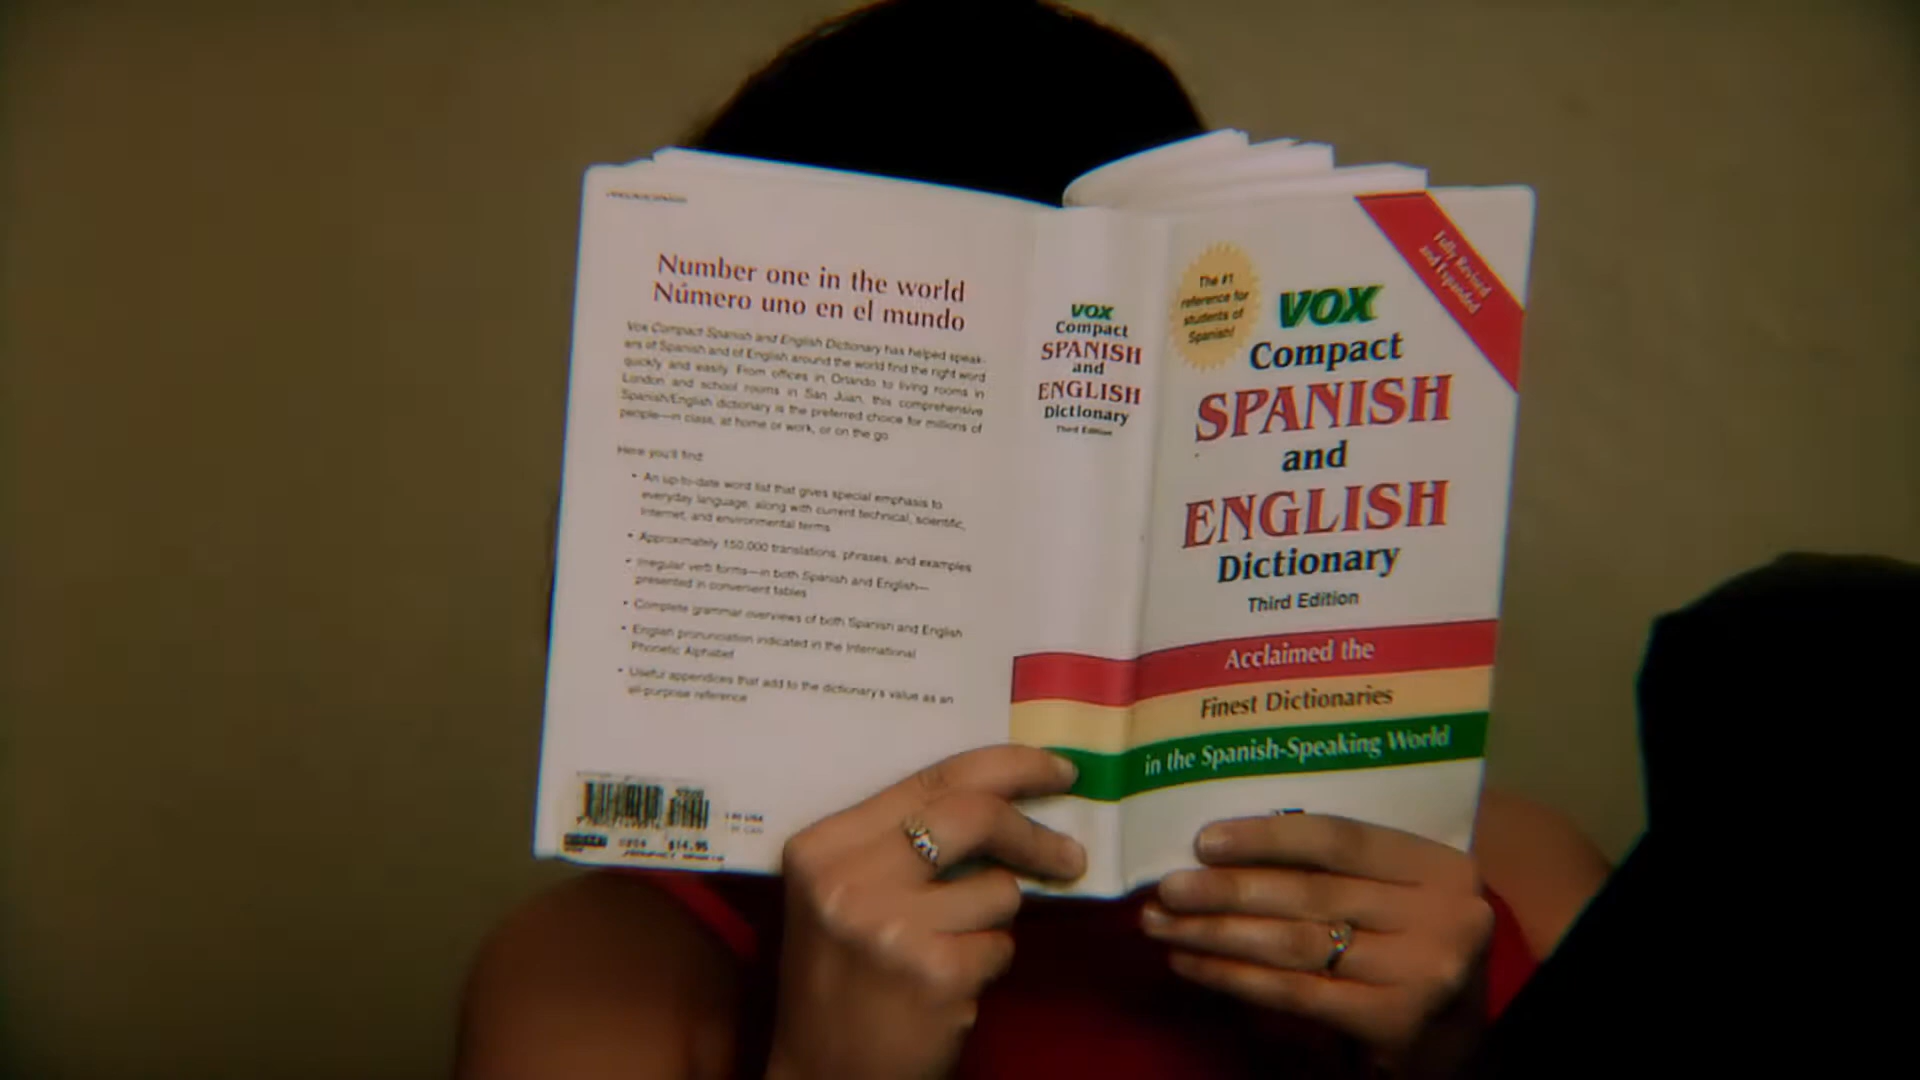 Number one in the world
Número uno en el mundo
Vox Compact Spanish and English Dictionary has helped speak-
ers of Spanish and of English around the world find the right word
quickly and easily. From offices in Orlando to living rooms in
London and school rooms in San Juan, this comprehensive
Spanish/English dictionary is the preferred choice for millions of
people—in class, at home or work, or on the go.
Here you'll find:
• An up-to-date word list that gives special emphasis to
everyday language, along with current technical, scientific,
Internet, and environmental terms
• Approximately 150,000 translations, phrases, and examples
• Irregular verb forms—in both Spanish and English—
presented in convenient tables
• Complete grammar overviews of both Spanish and English
• English pronunciation indicated in the International
Phonetic Alphabet
• Useful appendices that add to the dictionary's value as an
all-purpose reference
$14.95
VOX
Compact
SPANISH
and
ENGLISH
Dictionary
Third Edition
Fully Revised
and Expanded
The #1
reference for
students of
Spanish!
VOX
Compact
SPANISH
and
ENGLISH
Dictionary
Third Edition
Acclaimed the
Finest Dictionaries
in the Spanish-Speaking World